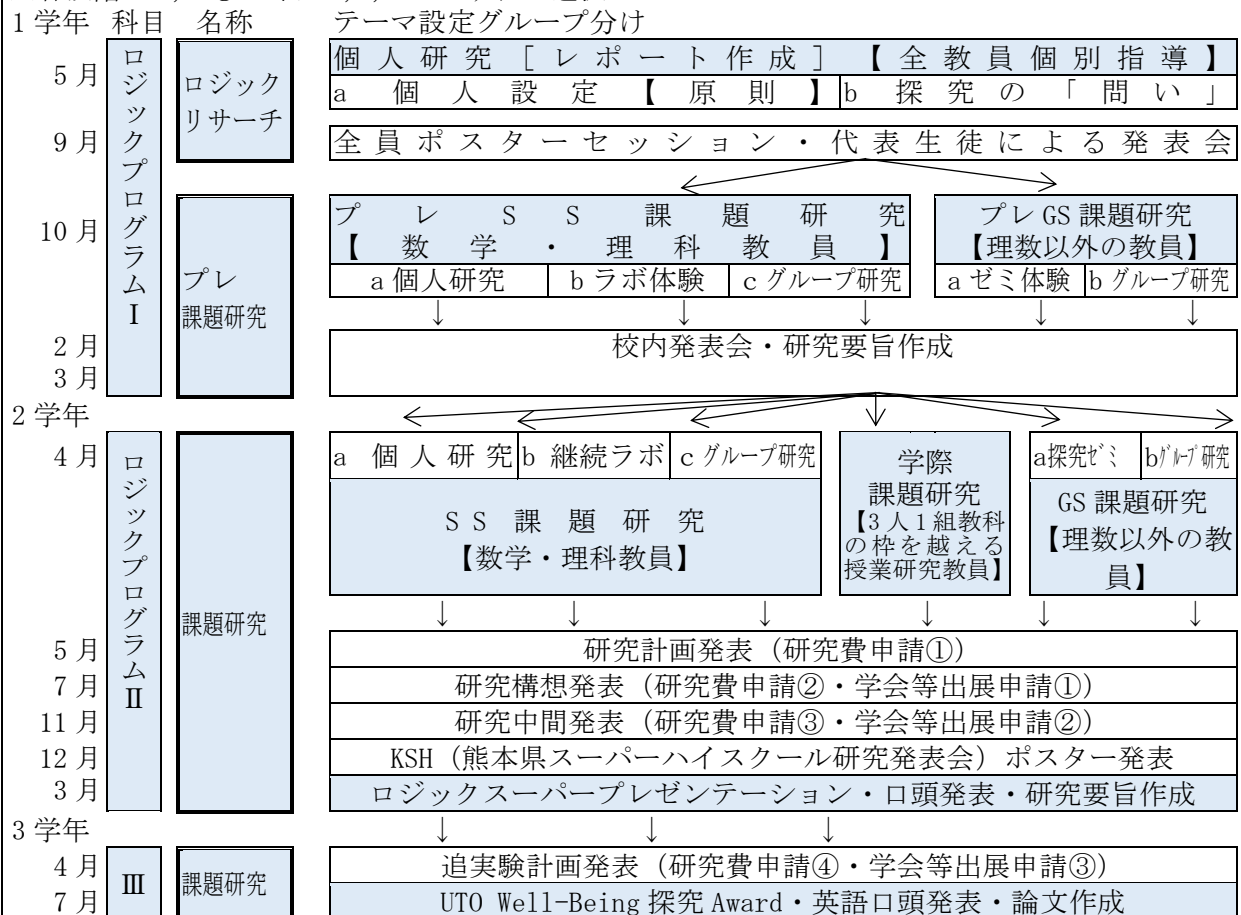 1学年 科目 名称 テーマ設定グループ分け
ロジックプログラムⅠ
5月
ロジック
リサーチ
個人研究[レポート作成]【全教員個別指導】
a 個人設定【原則】 b 探究の「問い」
9月
全員ポスターセッション・代表生徒による発表会
10月
プレ
課題研究
プレSS課題研究
【数学・理科教員】
a 個人研究 b ラボ体験 c グループ研究
プレGS課題研究
【理数以外の教員】
a ゼミ体験 b グループ研究
↓ ↓ ↓ ↓ ↓
2月
3月
校内発表会・研究要旨作成
2学年
4月
ロジックプログラムⅡ
課題研究
a 個人研究 b 継続ラボ c グループ研究
SS課題研究
【数学・理科教員】
学際
課題研究
【3人1組教科
の枠を越える
授業研究教員】
a探究ゼミ bグループ研究
GS課題研究
【理数以外の教
員】
↓ ↓ ↓ ↓ ↓ ↓
5月 研究計画発表(研究費申請①)
7月 研究構想発表(研究費申請②・学会等出展申請①)
11月 研究中間発表(研究費申請③・学会等出展申請②)
12月 KSH(熊本県スーパーハイスクール研究発表会)ポスター発表
3月 ロジックスーパープレゼンテーション・口頭発表・研究要旨作成
3学年 ↓ ↓ ↓
Ⅲ 課題研究
4月 追実験計画発表(研究費申請④・学会等出展申請③)
7月 UTO Well-Being 探究 Award・英語口頭発表・論文作成